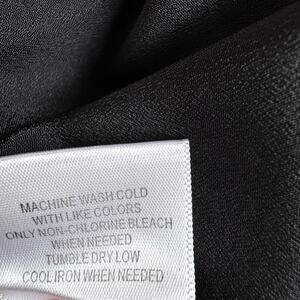 MACHINE WASH COLD
WITH LIKE COLORS
ONLY NON-CHLORINE BLEACH
WHEN NEEDED
TUMBLE DRY LOW
COOL IRON WHEN NEEDED